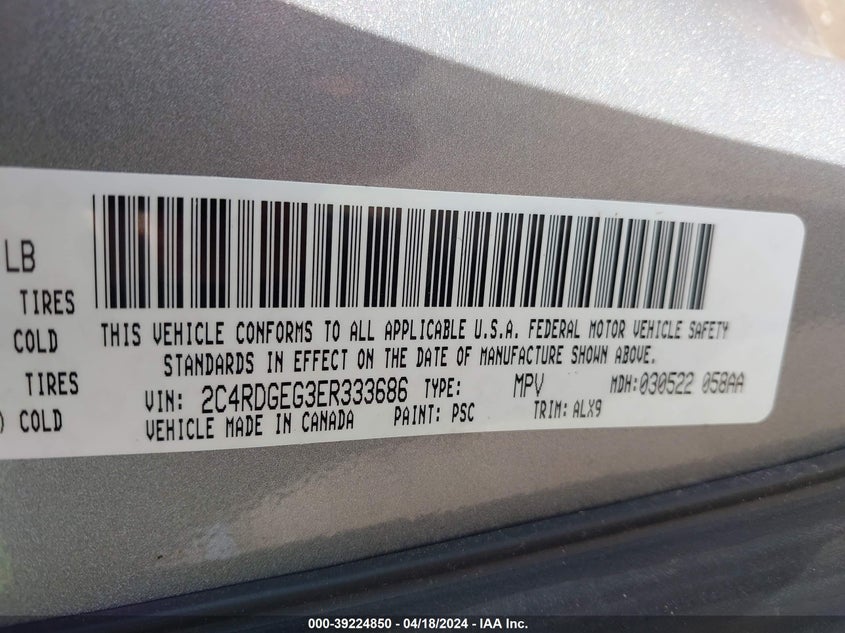 LB
TIRES
COLD
TIRES
) COLD
THIS VEHICLE CONFORMS TO ALL APPLICABLE U.S.A. FEDERAL MOTOR VEHICLE SAFETY
STANDARDS IN EFFECT ON THE DATE OF MANUFACTURE SHOWN ABOVE.
VIN: 2C4RDGEG3ER333686 TYPE: MPV MDH:030522 058AA
VEHICLE MADE IN CANADA PAINT: PSC TRIM: ALX9
000-39224850 - 04/18/2024 - IAA Inc.